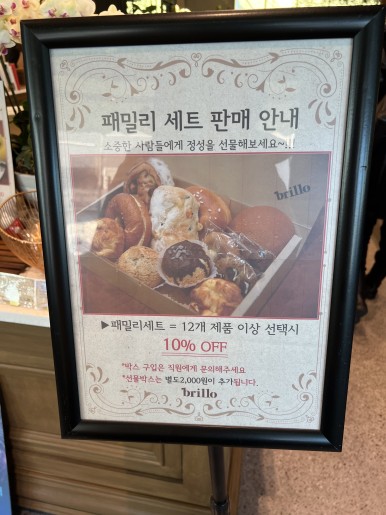 패밀리 세트 판매 안내
소중한 사람들에게 정성을 선물해보세요~!!
brillo
▶패밀리세트 = 12개 제품 이상 선택시
10% OFF
*박스 구입은 직원에게 문의해주세요
*선물박스는 별도2,000원이 추가됩니다.
brillo